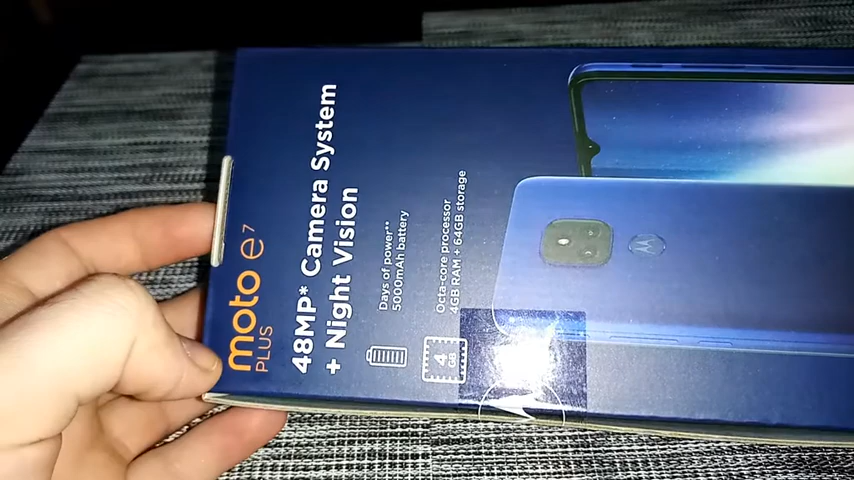 moto e⁷
PLUS
48MP* Camera System
+ Night Vision
Days of power**
5000mAh battery
Octa-core processor
4GB RAM + 64GB storage
4
GB